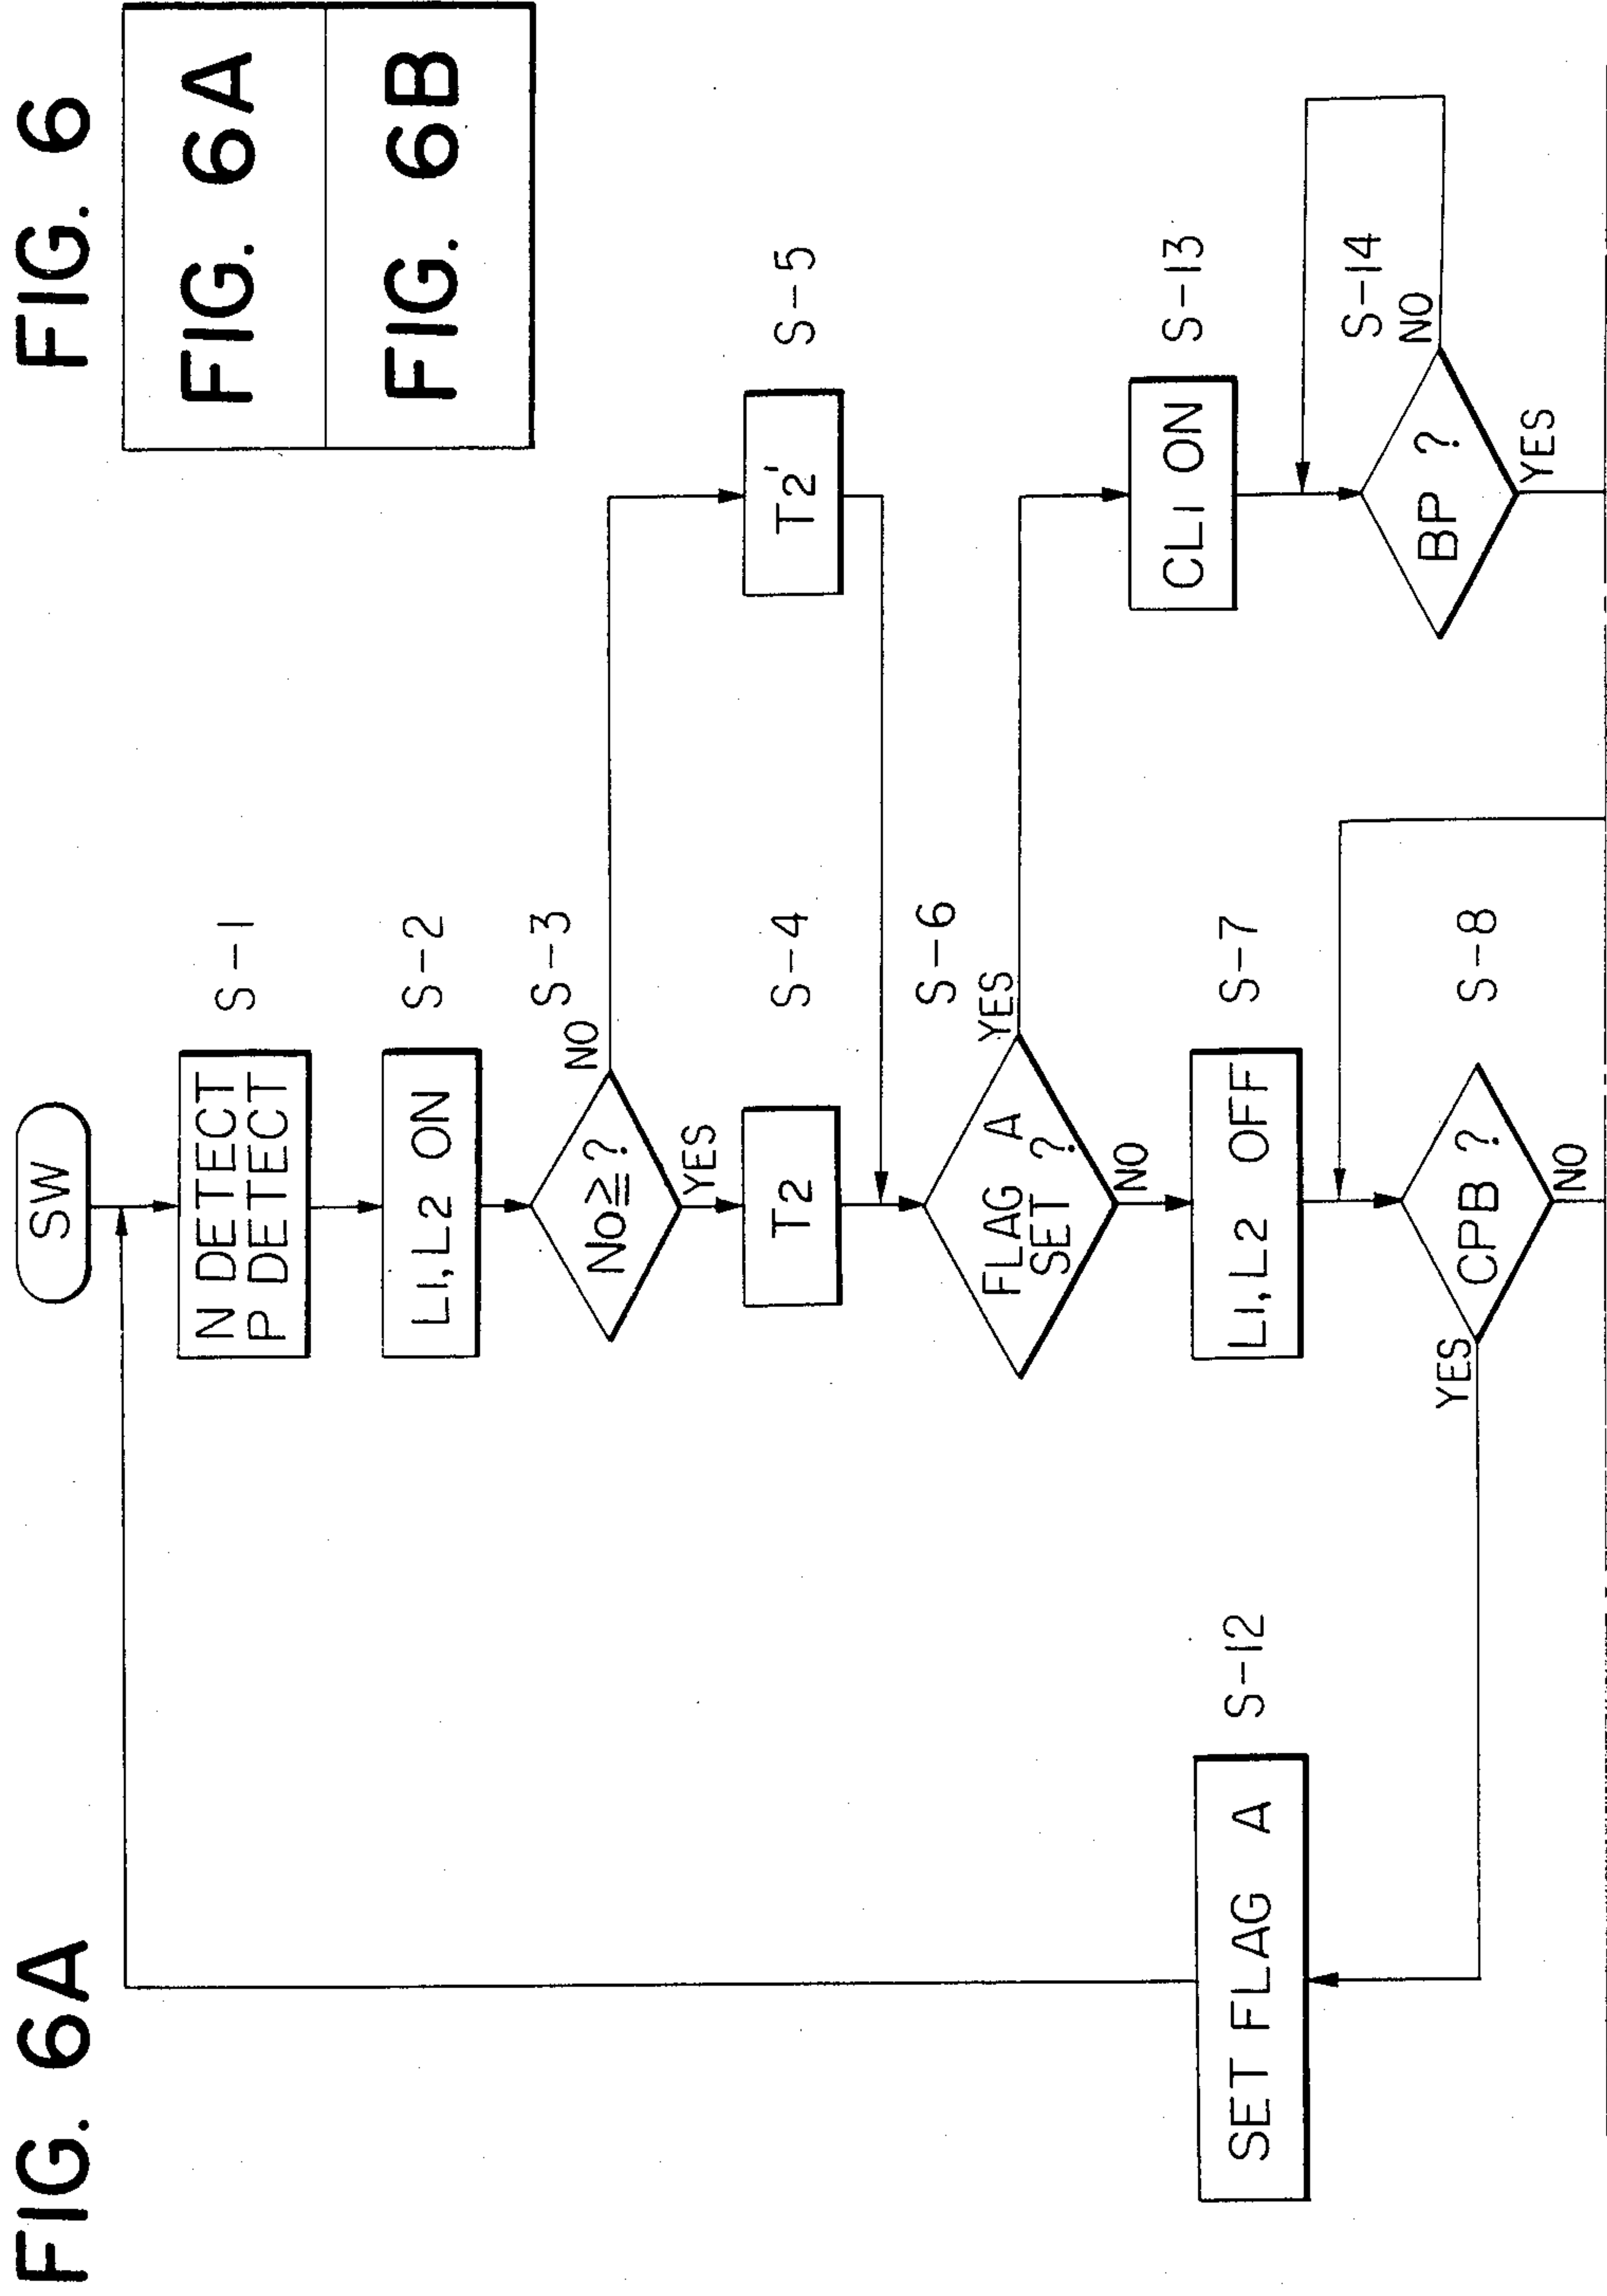 FIG. 6A
FIG. 6
FIG. 6A
FIG. 6B
SW
N DETECT
P DETECT
S-1
L1, L2 ON
S-2
No≧?
S-3
NO
YES
T2
S-4
T2'
S-5
FLAG A
SET ?
S-6
YES
NO
L1, L2 OFF
S-7
SET FLAG A
S-12
CL1 ON
S-13
CPB ?
S-8
YES
NO
BP ?
S-14
NO
YES